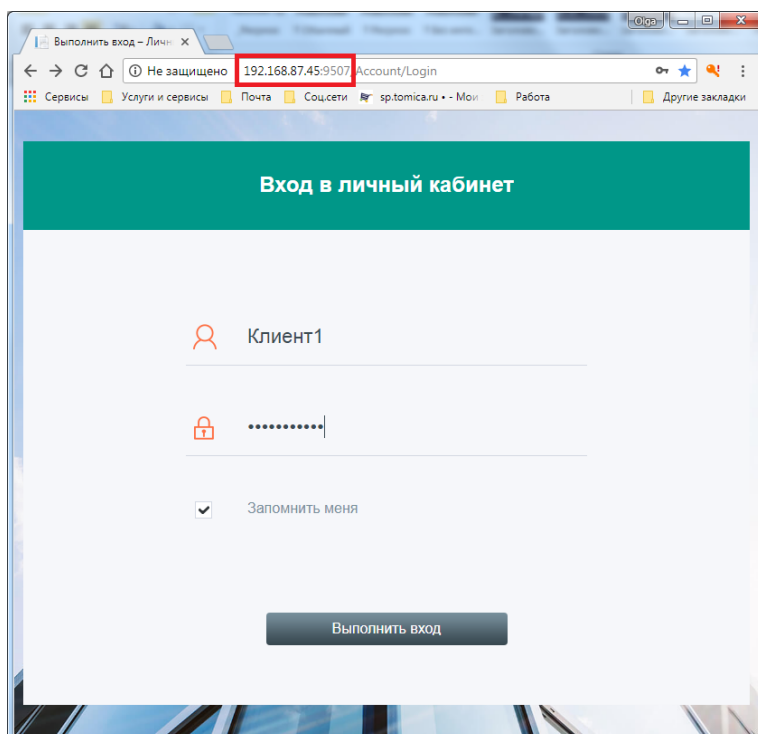 Olga
Выполнить вход – Личн
Не защищено 192.168.87.45:9507/Account/Login
Сервисы Услуги и сервисы Почта Соц.сети sp.tomica.ru • - Мои Работа Другие закладки
Вход в личный кабинет
Клиент1
•••••••••••
Запомнить меня
Выполнить вход